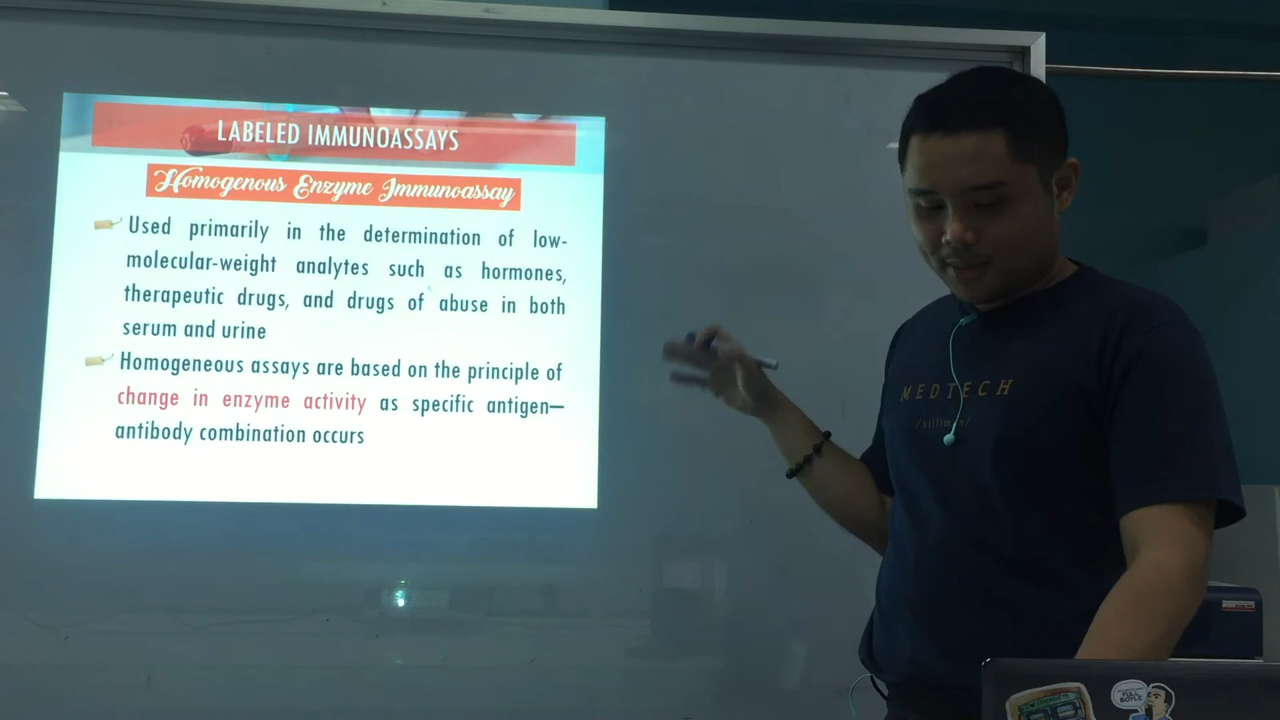 LABELED IMMUNOASSAYS
Homogenous Enzyme Immunoassay
Used primarily in the determination of low-
molecular-weight analytes such as hormones,
therapeutic drugs, and drugs of abuse in both
serum and urine
Homogeneous assays are based on the principle of
change in enzyme activity as specific antigen—
antibody combination occurs
MEDTECH
FULL
BOYLE